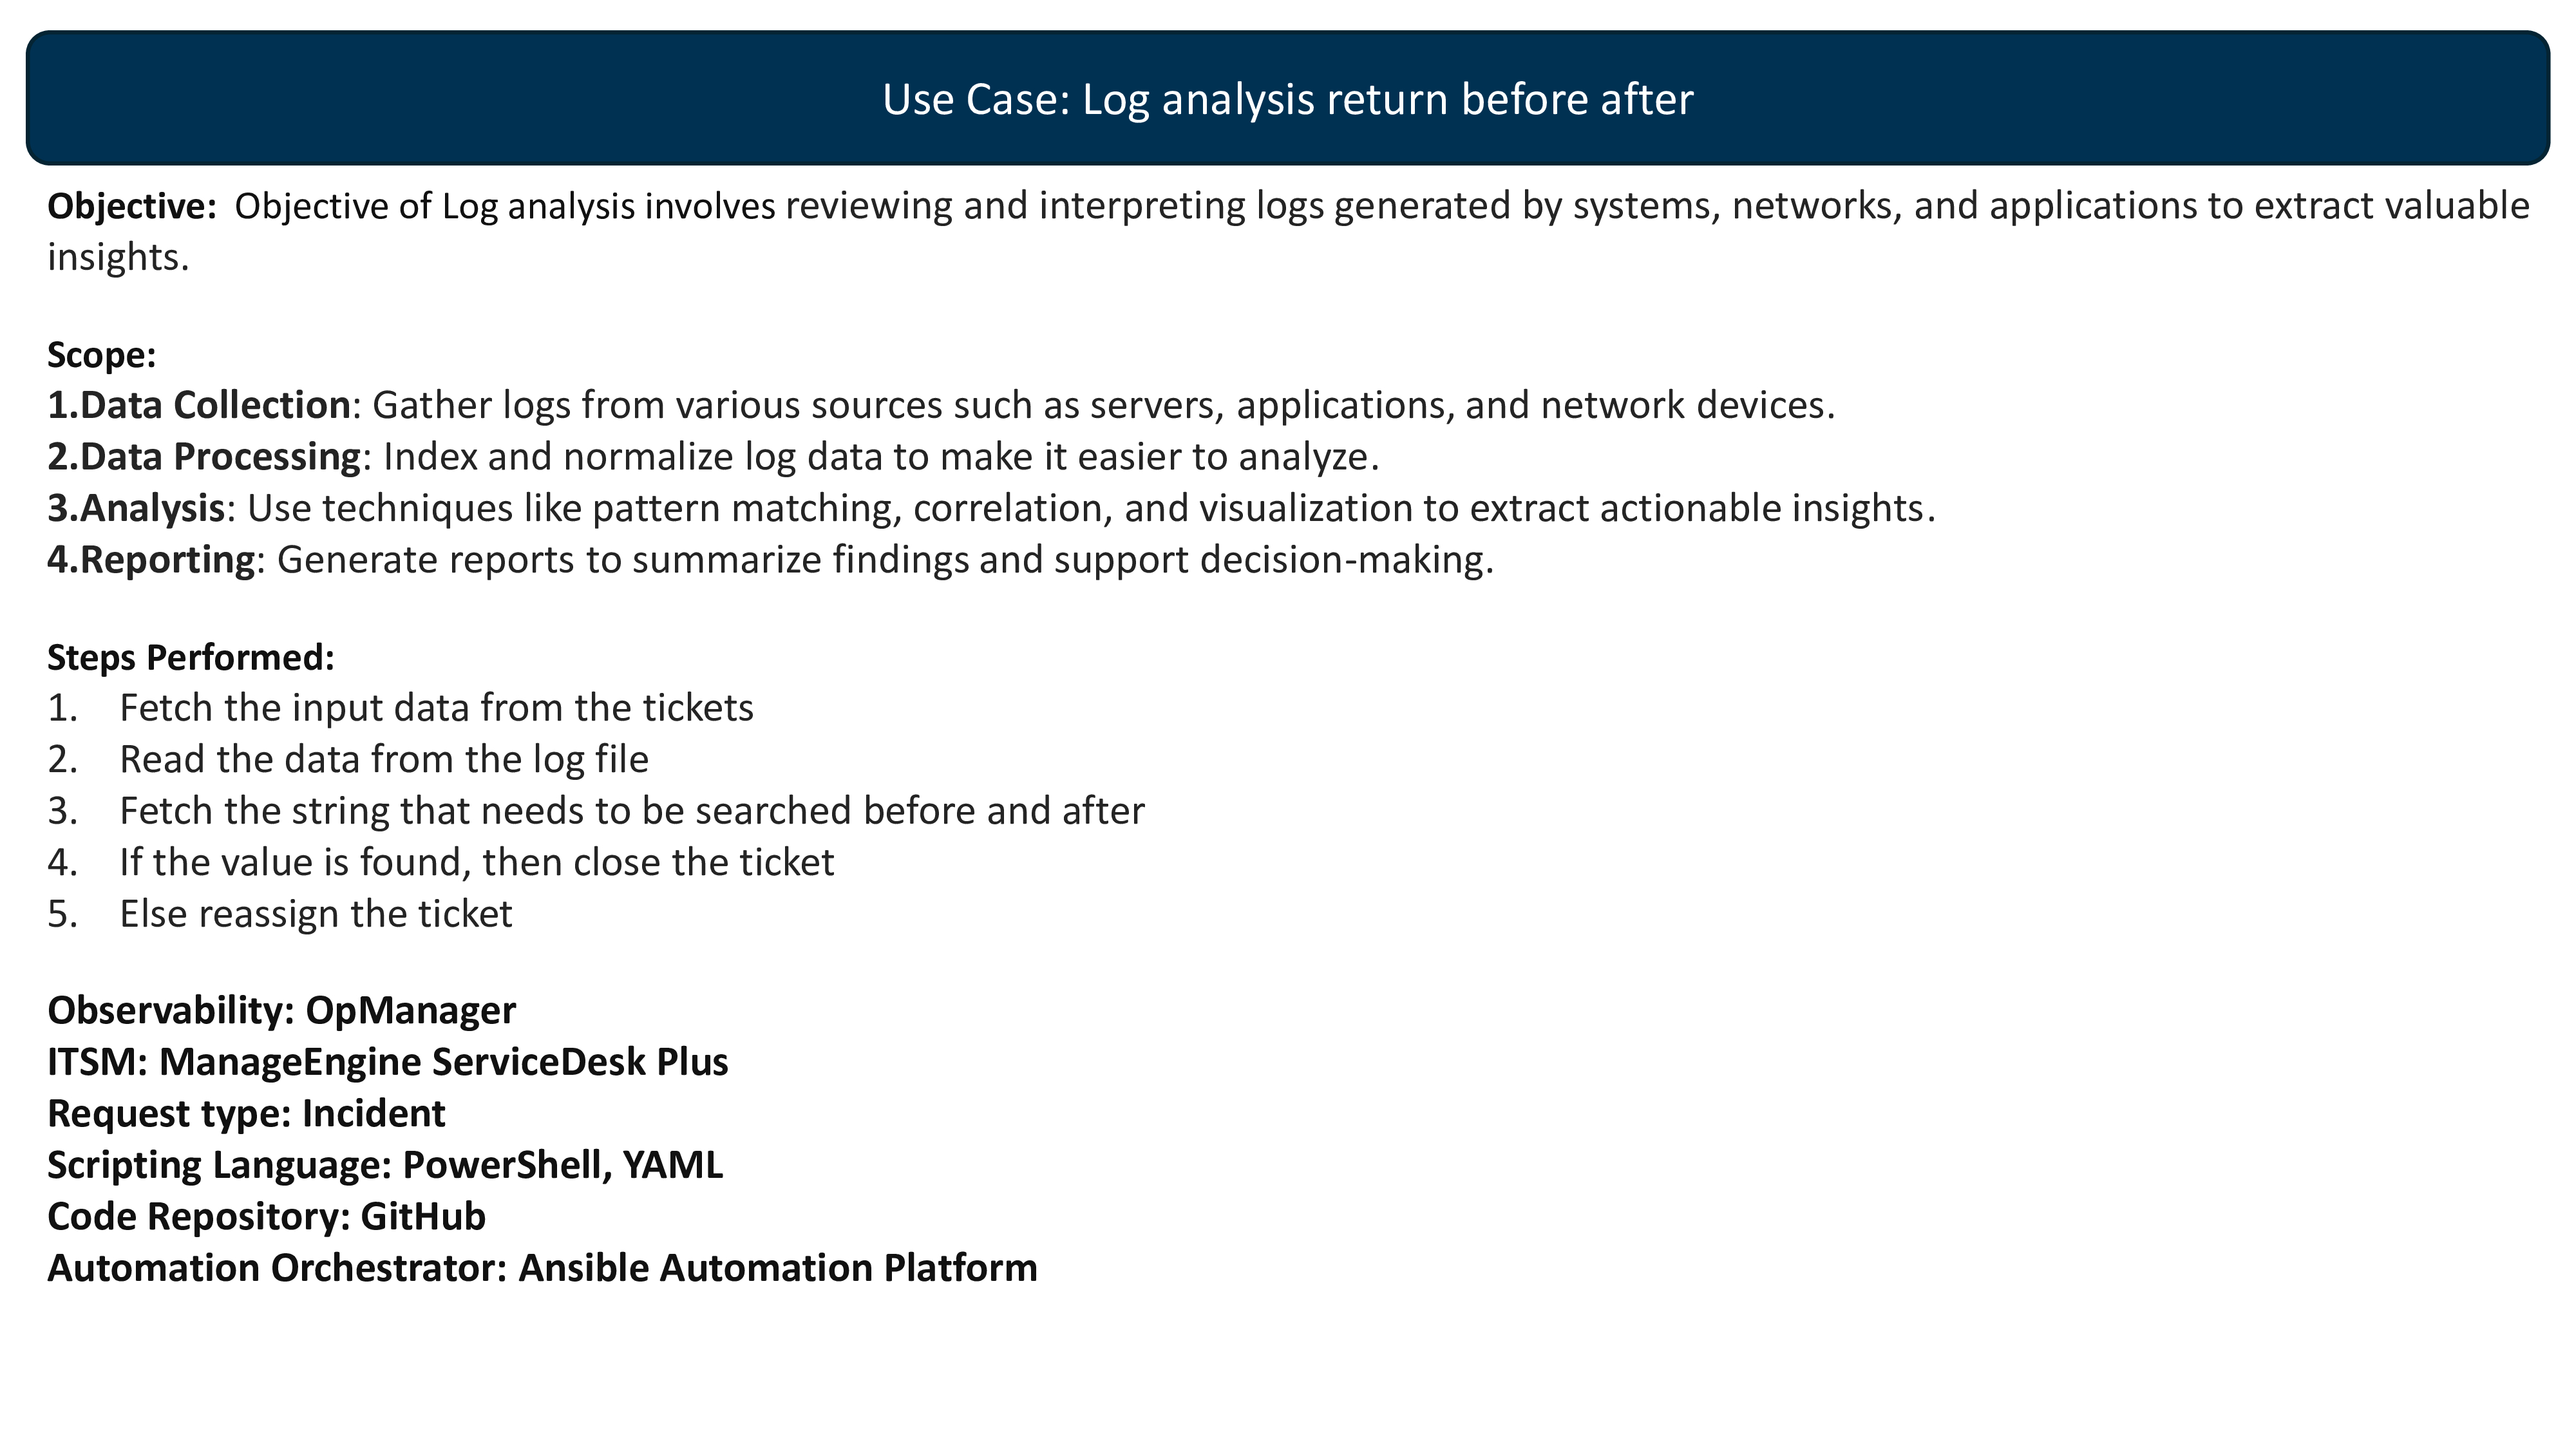 Use Case: Log analysis return before after
Objective:  Objective of Log analysis involves reviewing and interpreting logs generated by systems, networks, and applications to extract valuable
insights.
Scope:
1.Data Collection: Gather logs from various sources such as servers, applications, and network devices.
2.Data Processing: Index and normalize log data to make it easier to analyze.
3.Analysis: Use techniques like pattern matching, correlation, and visualization to extract actionable insights.
4.Reporting: Generate reports to summarize findings and support decision-making.
Steps Performed:
1. Fetch the input data from the tickets
2. Read the data from the log file
3. Fetch the string that needs to be searched before and after
4. If the value is found, then close the ticket
5. Else reassign the ticket
Observability: OpManager
ITSM: ManageEngine ServiceDesk Plus
Request type: Incident
Scripting Language: PowerShell, YAML
Code Repository: GitHub
Automation Orchestrator: Ansible Automation Platform